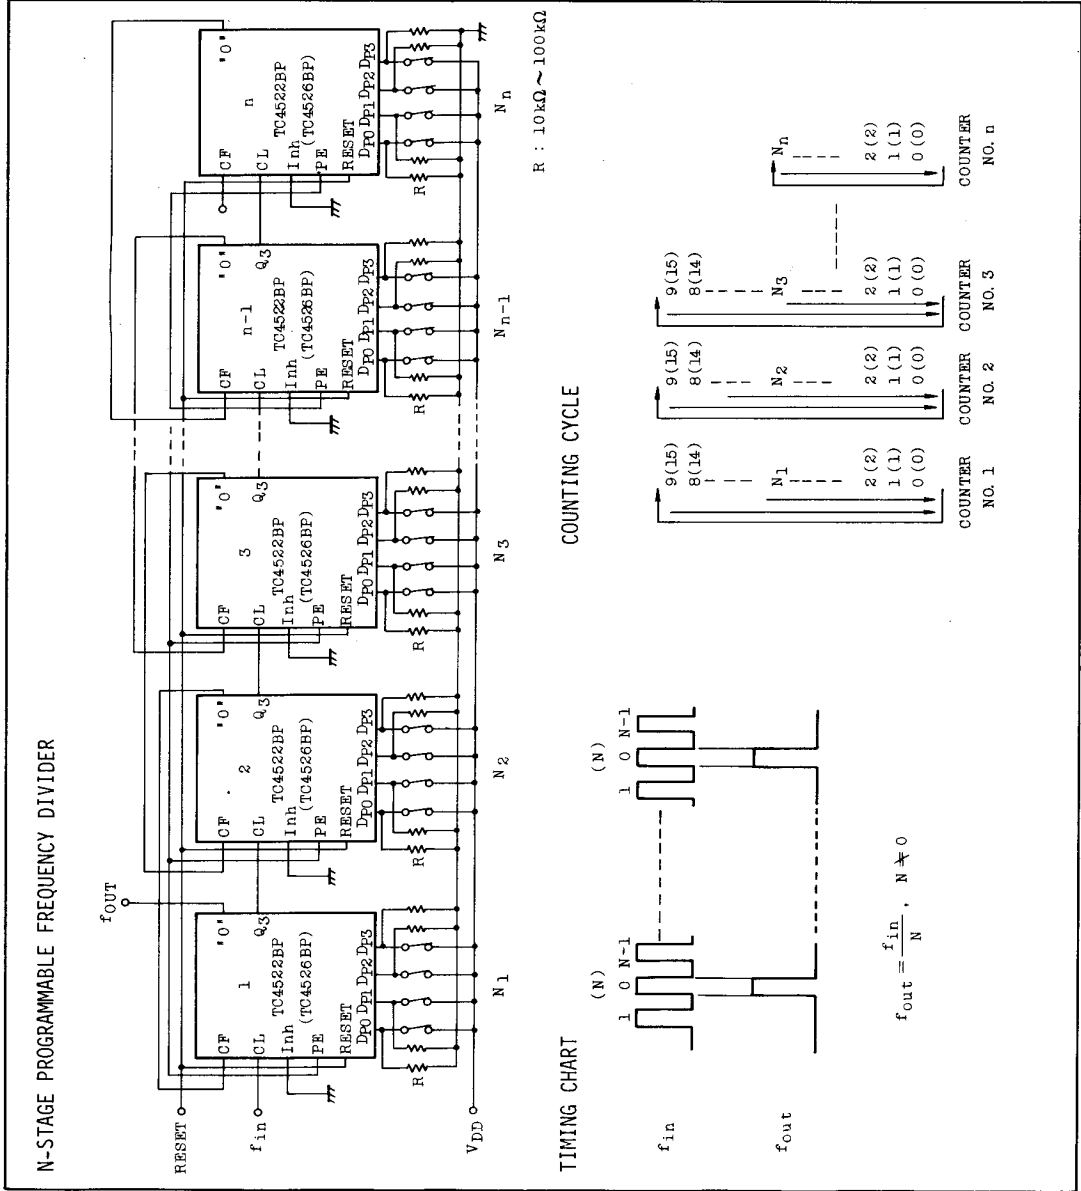 N-STAGE PROGRAMMABLE FREQUENCY DIVIDER
RESET
fin
VDD
fOUT
CF
CL
Inh
PE
RESET
"0"
Q3
1
TC4522BP
(TC4526BP)
DP0 DP1 DP2 DP3
R
N1
CF
CL
Inh
PE
RESET
"0"
Q3
2
TC4522BP
(TC4526BP)
DP0 DP1 DP2 DP3
R
N2
CF
CL
Inh
PE
RESET
"0"
Q3
3
TC4522BP
(TC4526BP)
DP0 DP1 DP2 DP3
R
N3
CF
CL
Inh
PE
RESET
"0"
Q3
n-1
TC4522BP
(TC4526BP)
DP0 DP1 DP2 DP3
R
Nn-1
CF
CL
Inh
PE
RESET
"0"
n
TC4522BP
(TC4526BP)
DP0 DP1 DP2 DP3
R
Nn
R : 10kΩ ~ 100kΩ
TIMING CHART
fin
fout
(N)
1 0 N-1
(N)
1 0 N-1
fout = fin / N , N ≠ 0
COUNTING CYCLE
9(15)
8(14)
N1
2(2)
1(1)
0(0)
COUNTER
NO. 1
9(15)
8(14)
N2
2(2)
1(1)
0(0)
COUNTER
NO. 2
9(15)
8(14)
N3
2(2)
1(1)
0(0)
COUNTER
NO. 3
Nn
2(2)
1(1)
0(0)
COUNTER
NO. n